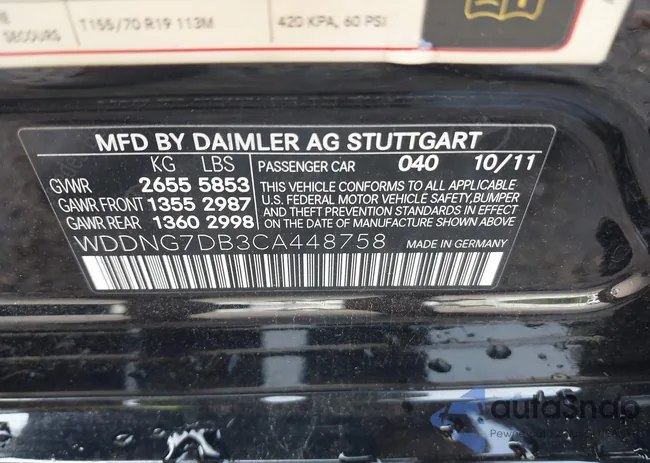 SECOURS T155/70 R19 113M 420 KPA, 60 PSI
MFD BY DAIMLER AG STUTTGART
KG LBS PASSENGER CAR 040 10/11
GVWR 2655 5853 THIS VEHICLE CONFORMS TO ALL APPLICABLE
GAWR FRONT 1355 2987 U.S. FEDERAL MOTOR VEHICLE SAFETY,BUMPER
GAWR REAR 1360 2998 AND THEFT PREVENTION STANDARDS IN EFFECT
ON THE DATE OF MANUFACTURE SHOWN ABOVE
WDDNG7DB3CA448758 MADE IN GERMANY
autoSnap